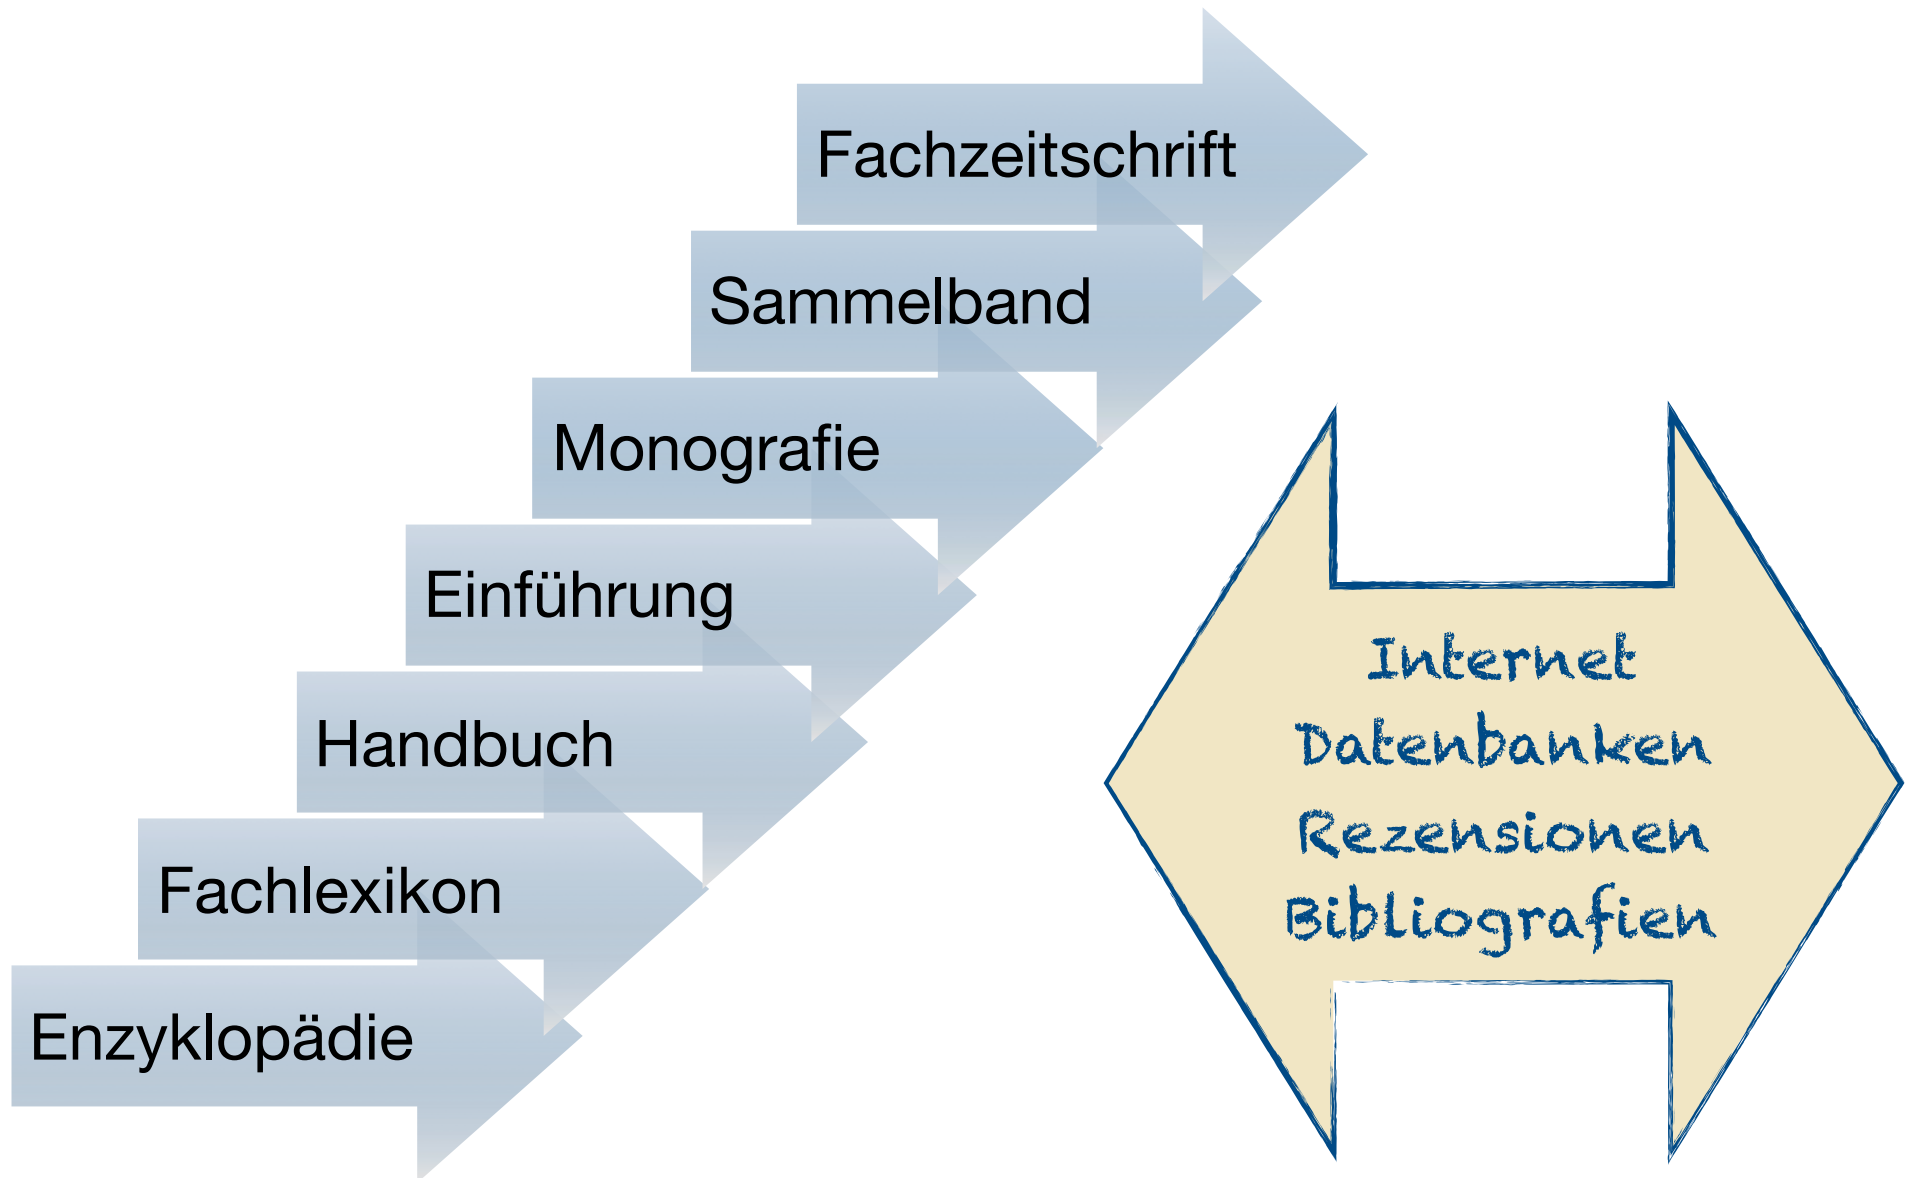 Fachzeitschrift
Sammelband
Monografie
Einführung
Handbuch
Fachlexikon
Enzyklopädie
Internet
Datenbanken
Rezensionen
Bibliografien